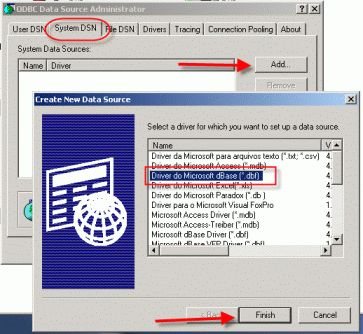 ODBC Data Source Administrator
User DSN System DSN File DSN Drivers Tracing Connection Pooling About
System Data Sources:
Name Driver
Add...
Remove
Create New Data Source
Select a driver for which you want to set up a data source.
Name V
Driver da Microsoft para arquivos texto (*.txt; *.csv) 4.
Driver do Microsoft Access (*.mdb) 4.
Driver do Microsoft dBase (*.dbf) 4.
Driver do Microsoft Excel(*.xls) 4.
Driver do Microsoft Paradox (*.db ) 4.
Driver para o Microsoft Visual FoxPro 1.
Microsoft Access Driver (*.mdb) 4.
Microsoft Access-Treiber (*.mdb) 4.
Microsoft dBase Driver (*.dbf) 4.
Microsoft dBase VFP Driver (*.dbf) 1.
< Back Finish Cancel